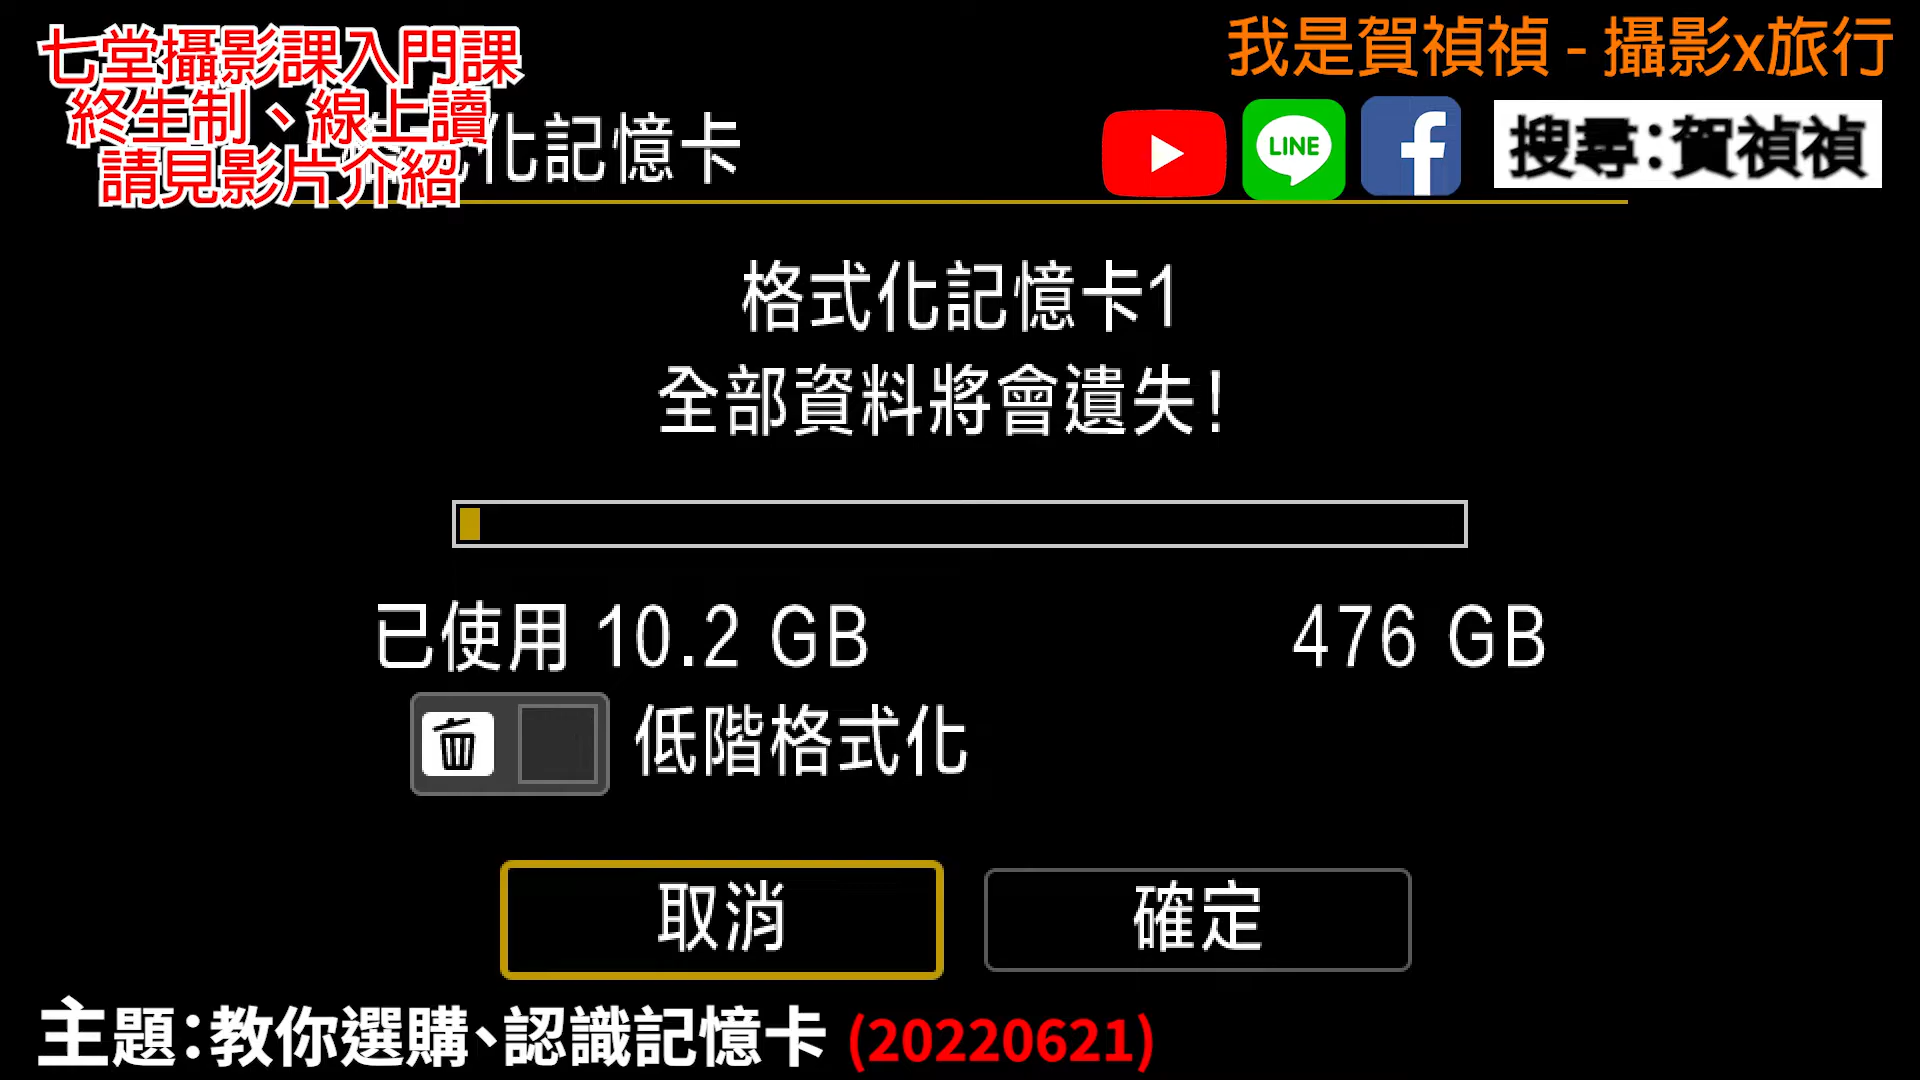 七堂攝影課入門課
終生制、線上讀
請見影片介紹
我是賀禎禎 - 攝影x旅行
LINE
搜尋：賀禎禎
化記憶卡
格式化記憶卡1
全部資料將會遺失！
已使用 10.2 GB
476 GB
低階格式化
取消
確定
主題：教你選購、認識記憶卡 (20220621)